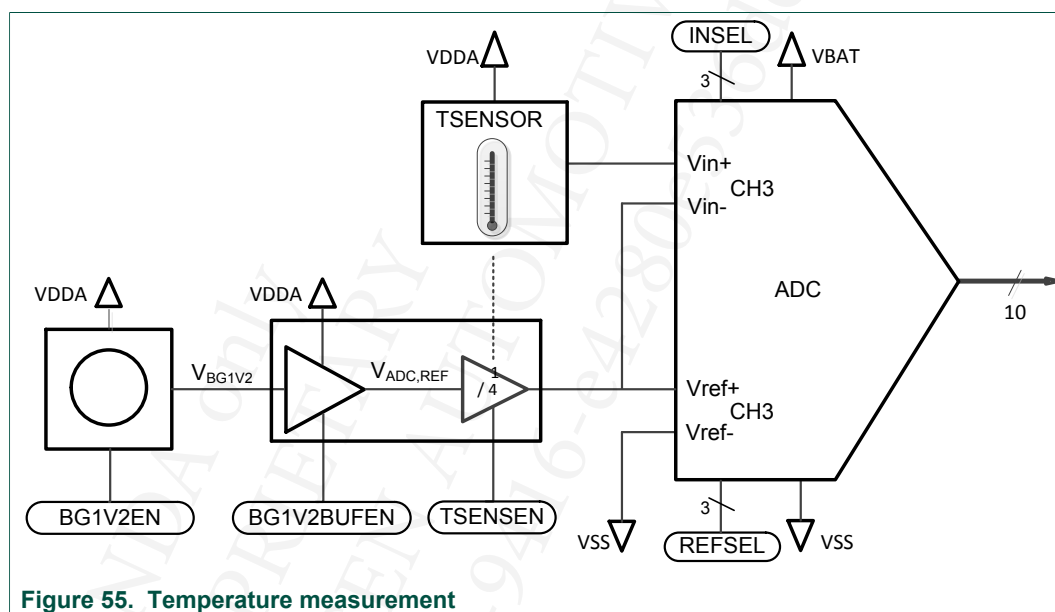 INSEL
VDDA
VBAT
3
TSENSOR
Vin+
CH3
Vin-
VDDA
VDDA
ADC
10
VBG1V2
VADC,REF
1
/ 4
Vref+
CH3
Vref-
BG1V2EN
BG1V2BUFEN
TSENSEN
VSS
3
REFSEL
VSS
Figure 55. Temperature measurement